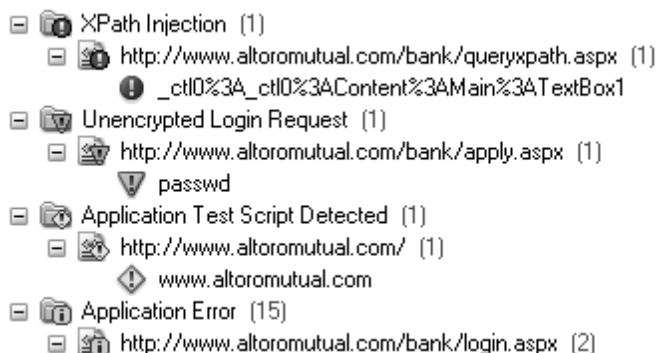 XPath Injection (1)
http://www.altoromutual.com/bank/queryxpath.aspx (1)
_ctl0%3A_ctl0%3AContent%3AMain%3ATextBox1
Unencrypted Login Request (1)
http://www.altoromutual.com/bank/apply.aspx (1)
passwd
Application Test Script Detected (1)
http://www.altoromutual.com/ (1)
www.altoromutual.com
Application Error (15)
http://www.altoromutual.com/bank/login.aspx (2)